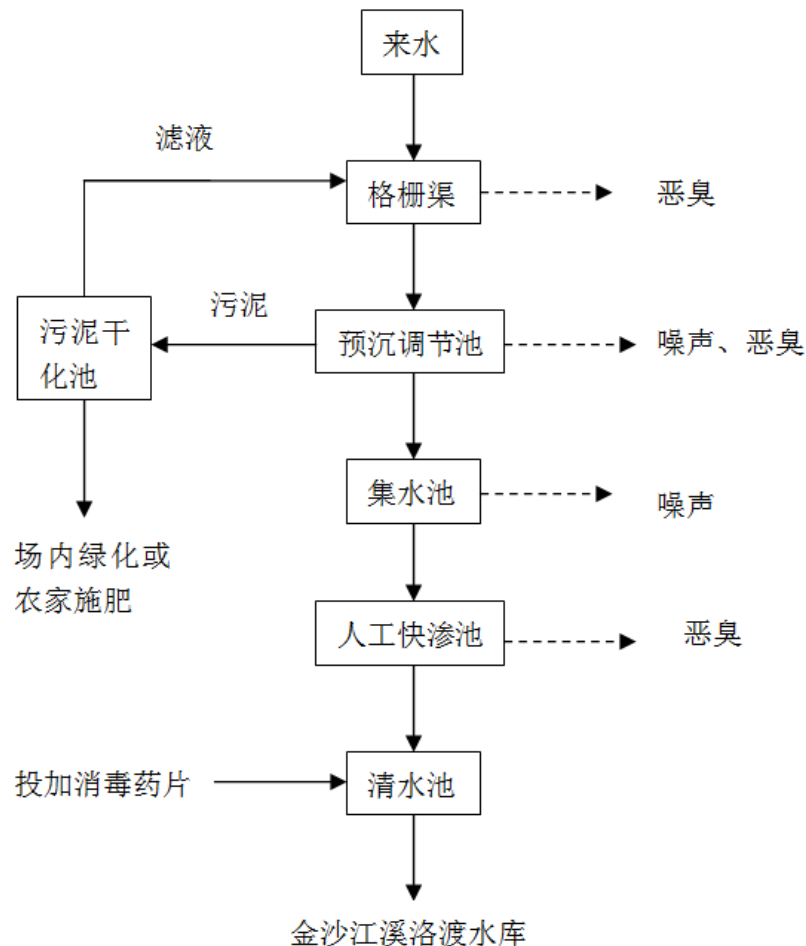 来水
滤液
格栅渠
恶臭
污泥
污泥干
化池
预沉调节池
噪声、恶臭
集水池
噪声
场内绿化或
农家施肥
人工快渗池
恶臭
投加消毒药片
清水池
金沙江溪洛渡水库